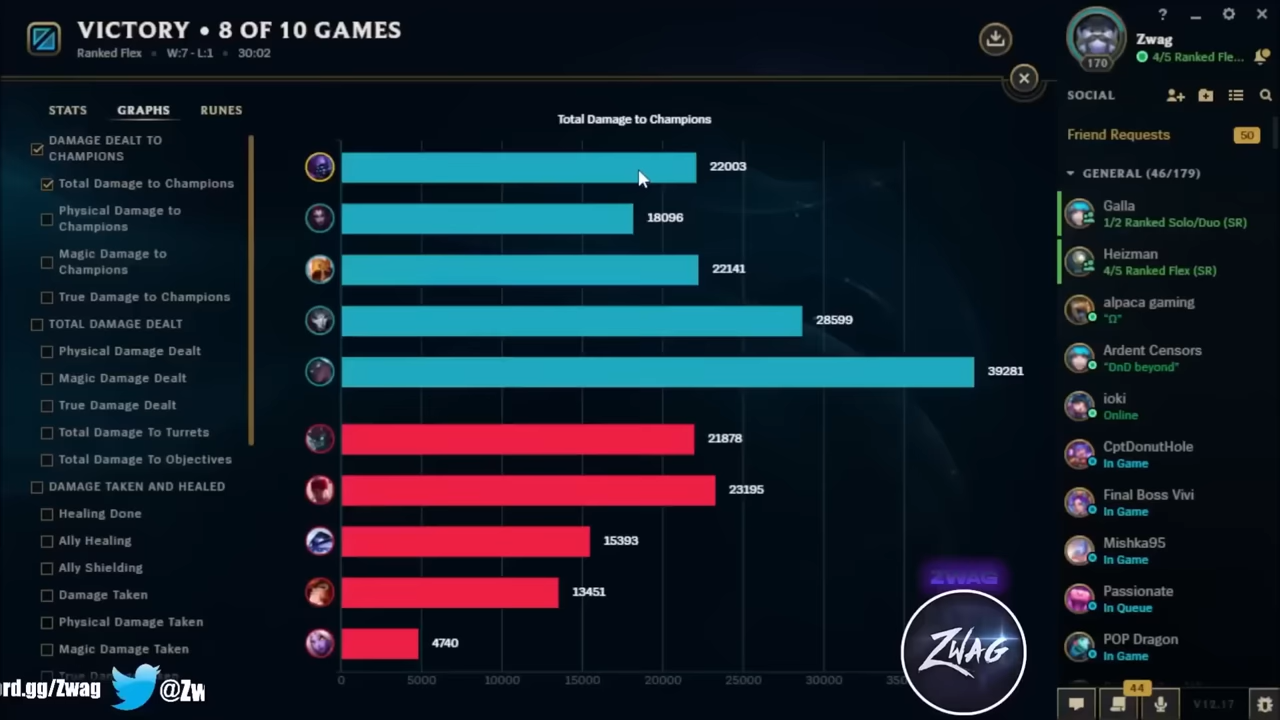 VICTORY • 8 OF 10 GAMES
Ranked Flex • W:7 - L:1 • 30:02
STATS GRAPHS RUNES
DAMAGE DEALT TO
CHAMPIONS
Total Damage to Champions
Physical Damage to
Champions
Magic Damage to
Champions
True Damage to Champions
TOTAL DAMAGE DEALT
Physical Damage Dealt
Magic Damage Dealt
True Damage Dealt
Total Damage To Turrets
Total Damage To Objectives
DAMAGE TAKEN AND HEALED
Healing Done
Ally Healing
Ally Shielding
Damage Taken
Physical Damage Taken
Magic Damage Taken
rd.gg/Zwag
@Zw
Total Damage to Champions
22003
18096
22141
28599
39281
21878
23195
15393
13451
4740
0 5000 10000 15000 20000 25000 30000
ZWAG
ZWAG
?
170
Zwag
4/5 Ranked Fle...
SOCIAL
Friend Requests 50
GENERAL (46/179)
Galla
1/2 Ranked Solo/Duo (SR)
Heizman
4/5 Ranked Flex (SR)
alpaca gaming
"Ω"
Ardent Censors
"DnD beyond"
ioki
Online
CptDonutHole
In Game
Final Boss Vivi
In Game
Mishka95
In Game
Passionate
In Queue
POP Dragon
In Game
44
V12.17